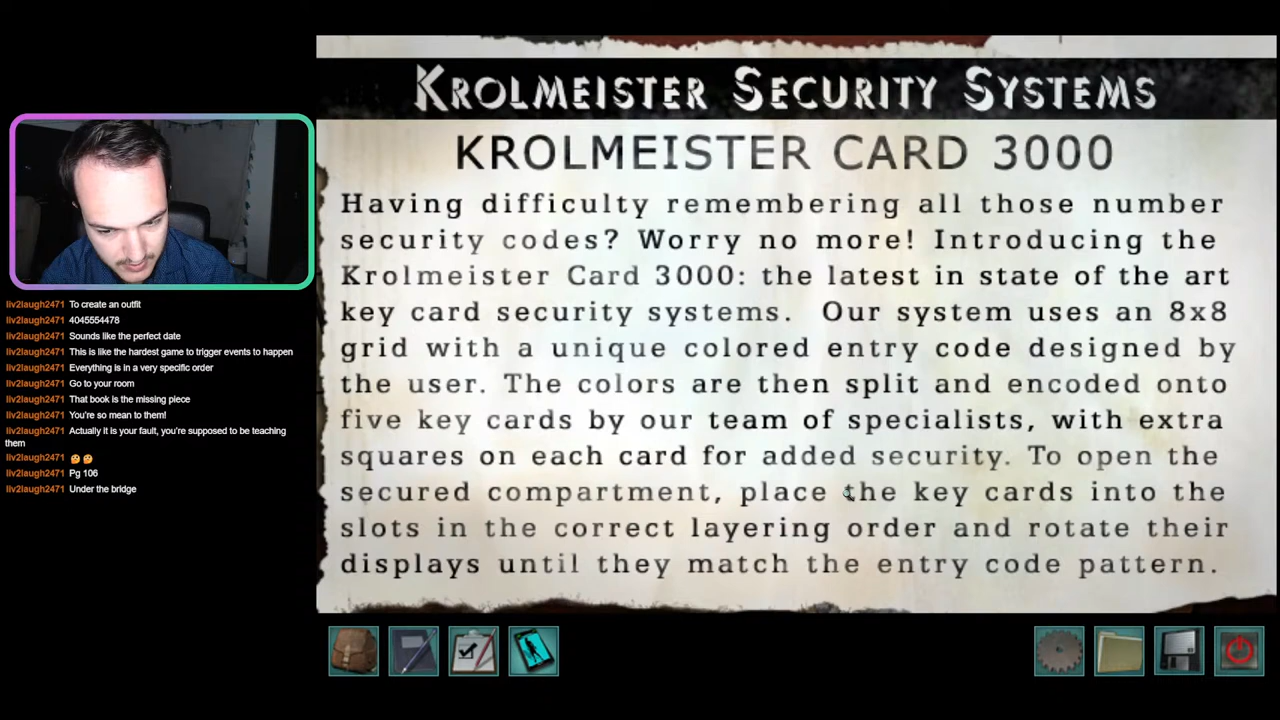 KROLMEISTER SECURITY SYSTEMS
KROLMEISTER CARD 3000
Having difficulty remembering all those number
security codes? Worry no more! Introducing the
Krolmeister Card 3000: the latest in state of the art
key card security systems. Our system uses an 8x8
grid with a unique colored entry code designed by
the user. The colors are then split and encoded onto
five key cards by our team of specialists, with extra
squares on each card for added security. To open the
secured compartment, place the key cards into the
slots in the correct layering order and rotate their
displays until they match the entry code pattern.
liv2laugh2471 To create an outfit
liv2laugh2471 4045554478
liv2laugh2471 Sounds like the perfect date
liv2laugh2471 This is like the hardest game to trigger events to happen
liv2laugh2471 Everything is in a very specific order
liv2laugh2471 Go to your room
liv2laugh2471 That book is the missing piece
liv2laugh2471 You're so mean to them!
liv2laugh2471 Actually it is your fault, you're supposed to be teaching
them
liv2laugh2471 🤔 🤔
liv2laugh2471 Pg 106
liv2laugh2471 Under the bridge